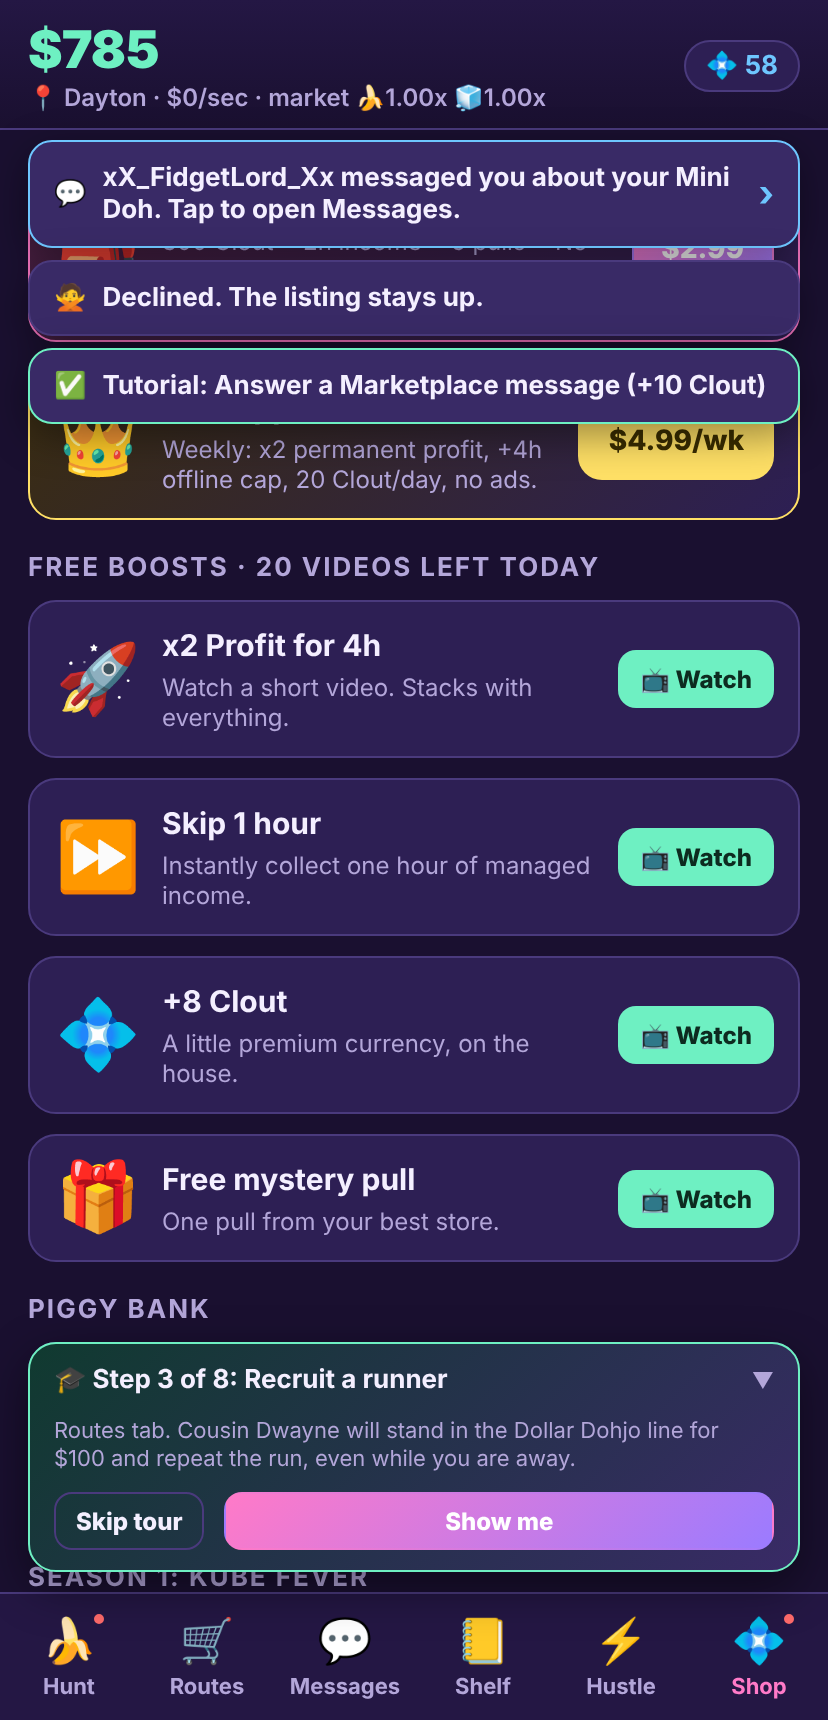 $785
58
Dayton · $0/sec · market 1.00x 1.00x
xX_FidgetLord_Xx messaged you about your Mini
Doh. Tap to open Messages.
$2.99
Declined. The listing stays up.
Tutorial: Answer a Marketplace message (+10 Clout)
Weekly: x2 permanent profit, +4h
offline cap, 20 Clout/day, no ads.
$4.99/wk
FREE BOOSTS · 20 VIDEOS LEFT TODAY
x2 Profit for 4h
Watch a short video. Stacks with
everything.
Watch
Skip 1 hour
Instantly collect one hour of managed
income.
Watch
+8 Clout
A little premium currency, on the
house.
Watch
Free mystery pull
One pull from your best store.
Watch
PIGGY BANK
Step 3 of 8: Recruit a runner
Routes tab. Cousin Dwayne will stand in the Dollar Dohjo line for
$100 and repeat the run, even while you are away.
Skip tour
Show me
SEASON 1: KUBE FEVER
Hunt
Routes
Messages
Shelf
Hustle
Shop